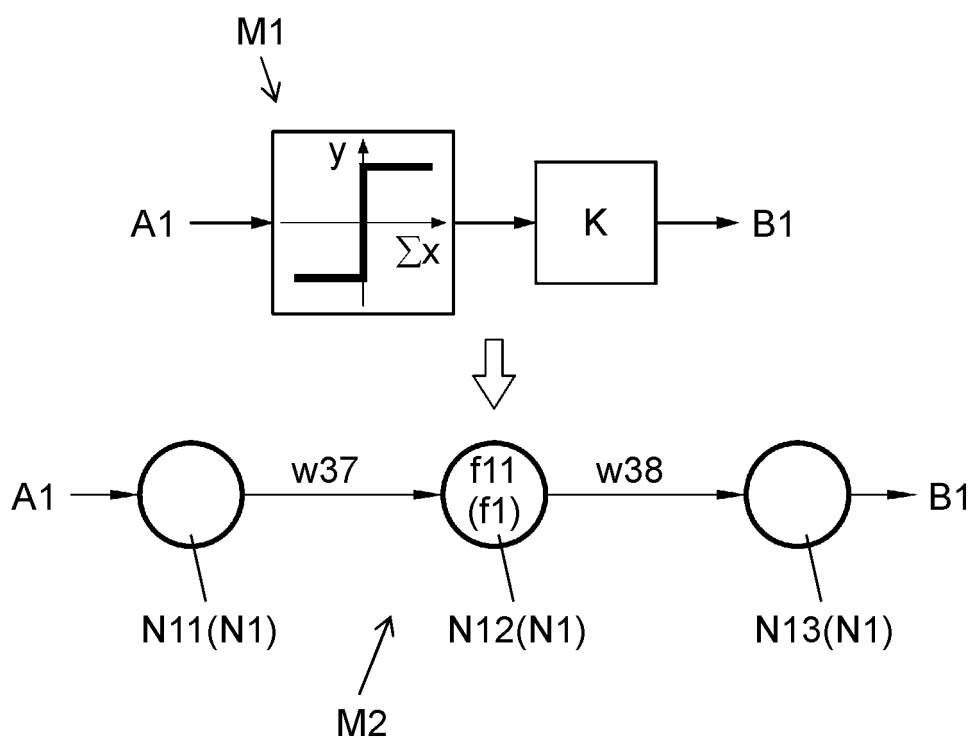 M1
y
A1 K B1
∑x
w37 f11 w38
A1 (f1) B1
N11(N1) N12(N1) N13(N1)
M2